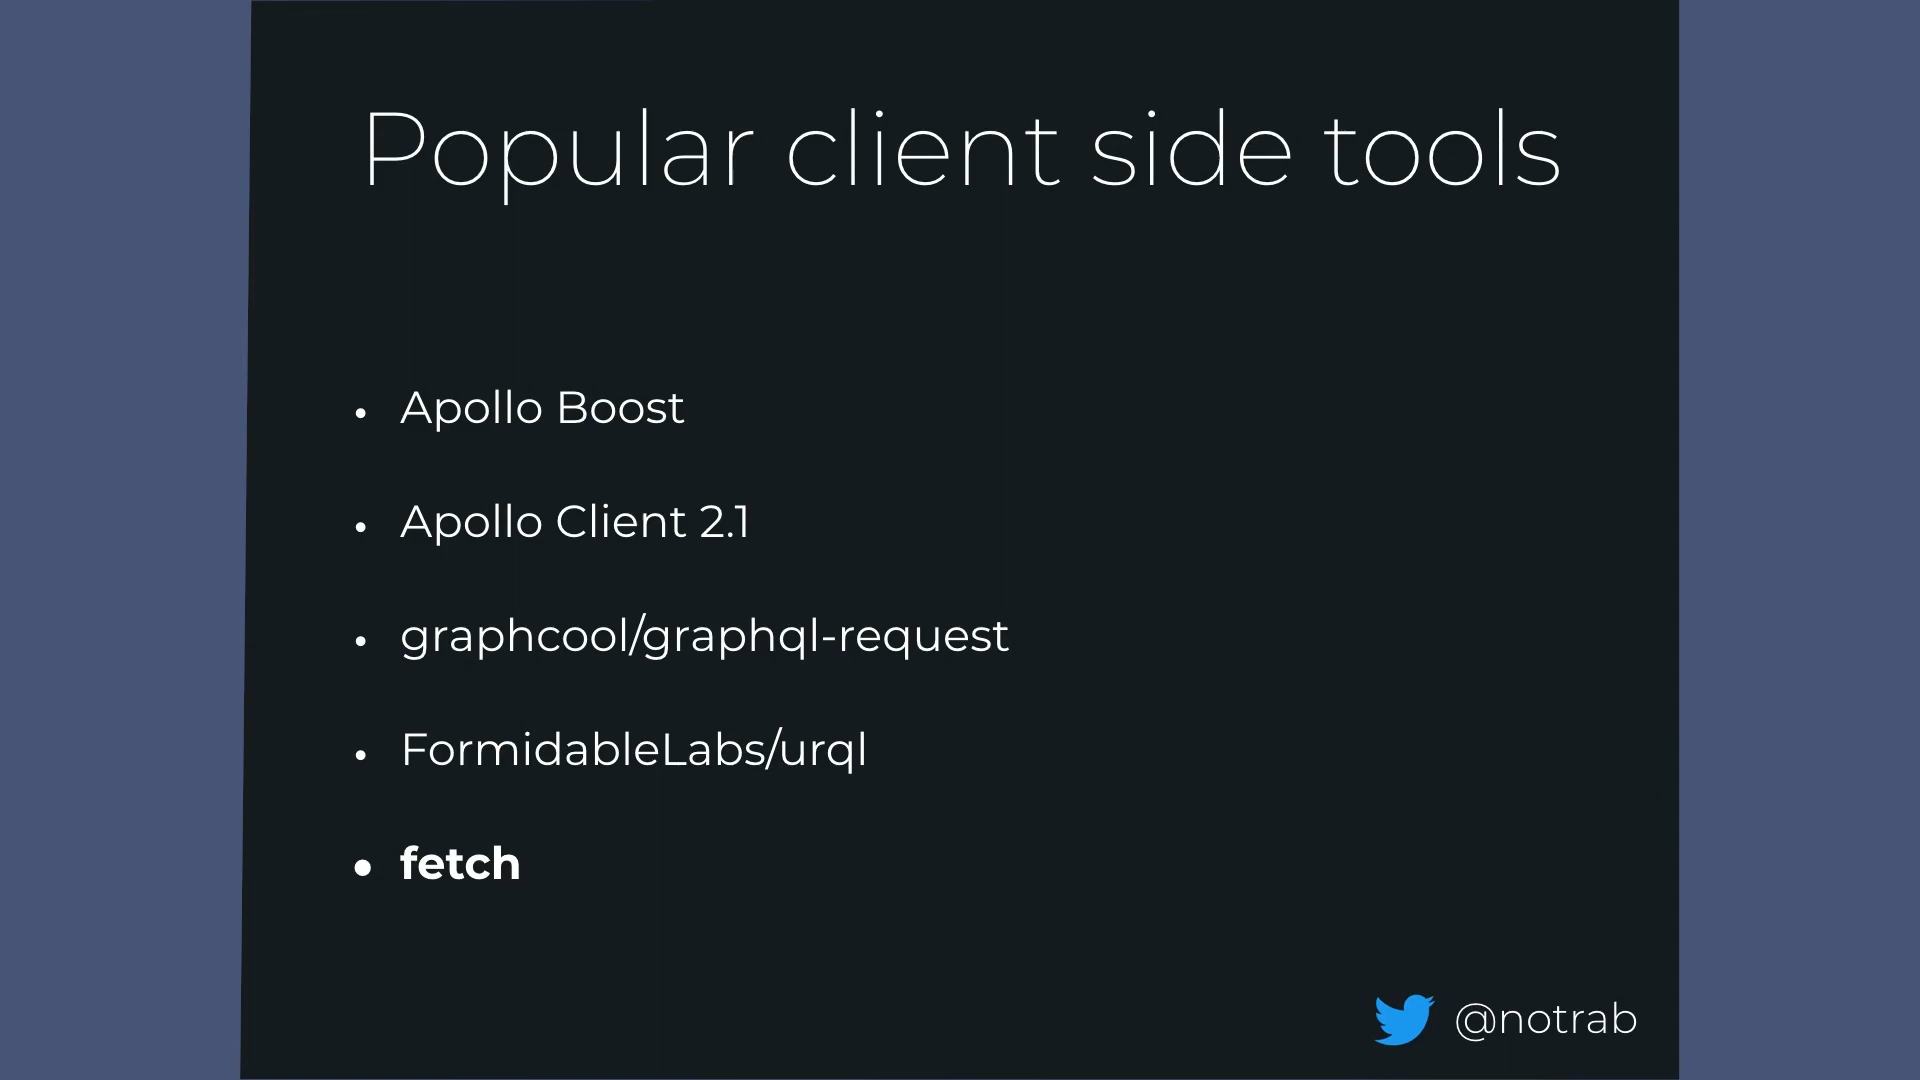 Popular client side tools
• Apollo Boost
• Apollo Client 2.1
• graphcool/graphql-request
• FormidableLabs/urql
• fetch
@notrab